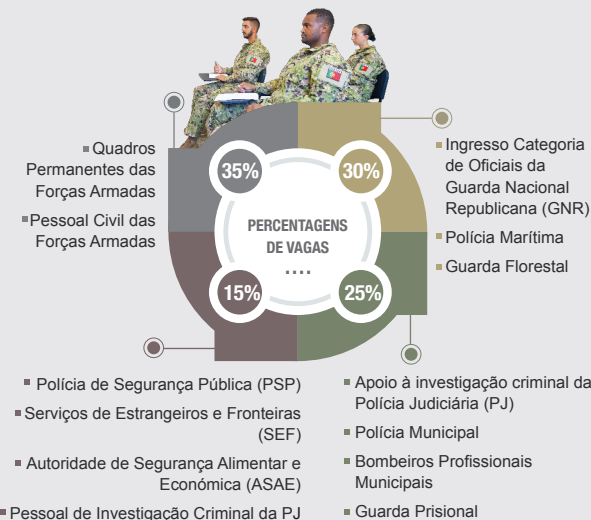 ▪ Quadros
Permanentes das
Forças Armadas
▪ Pessoal Civil das
Forças Armadas
35%
30%
PERCENTAGENS
DE VAGAS
....
15%
25%
▪ Ingresso Categoria
de Oficiais da
Guarda Nacional
Republicana (GNR)
▪ Polícia Marítima
▪ Guarda Florestal
▪ Polícia de Segurança Pública (PSP)
▪ Serviços de Estrangeiros e Fronteiras
(SEF)
▪ Autoridade de Segurança Alimentar e
Económica (ASAE)
▪ Pessoal de Investigação Criminal da PJ
▪ Apoio à investigação criminal da
Polícia Judiciária (PJ)
▪ Polícia Municipal
▪ Bombeiros Profissionais
Municipais
▪ Guarda Prisional